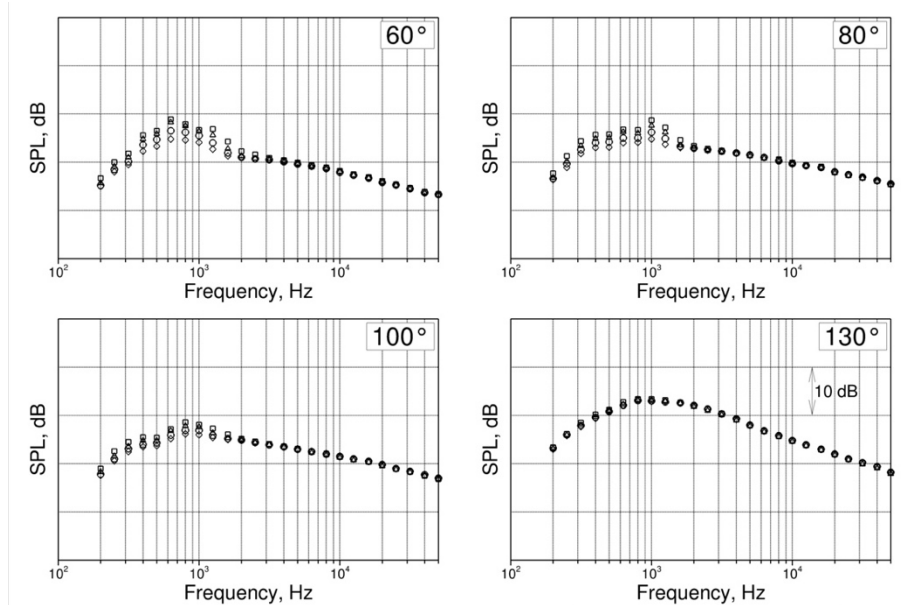 60°
SPL, dB
10² 10³ 10⁴
Frequency, Hz
80°
SPL, dB
10² 10³ 10⁴
Frequency, Hz
100°
SPL, dB
10² 10³ 10⁴
Frequency, Hz
130°
10 dB
SPL, dB
10² 10³ 10⁴
Frequency, Hz